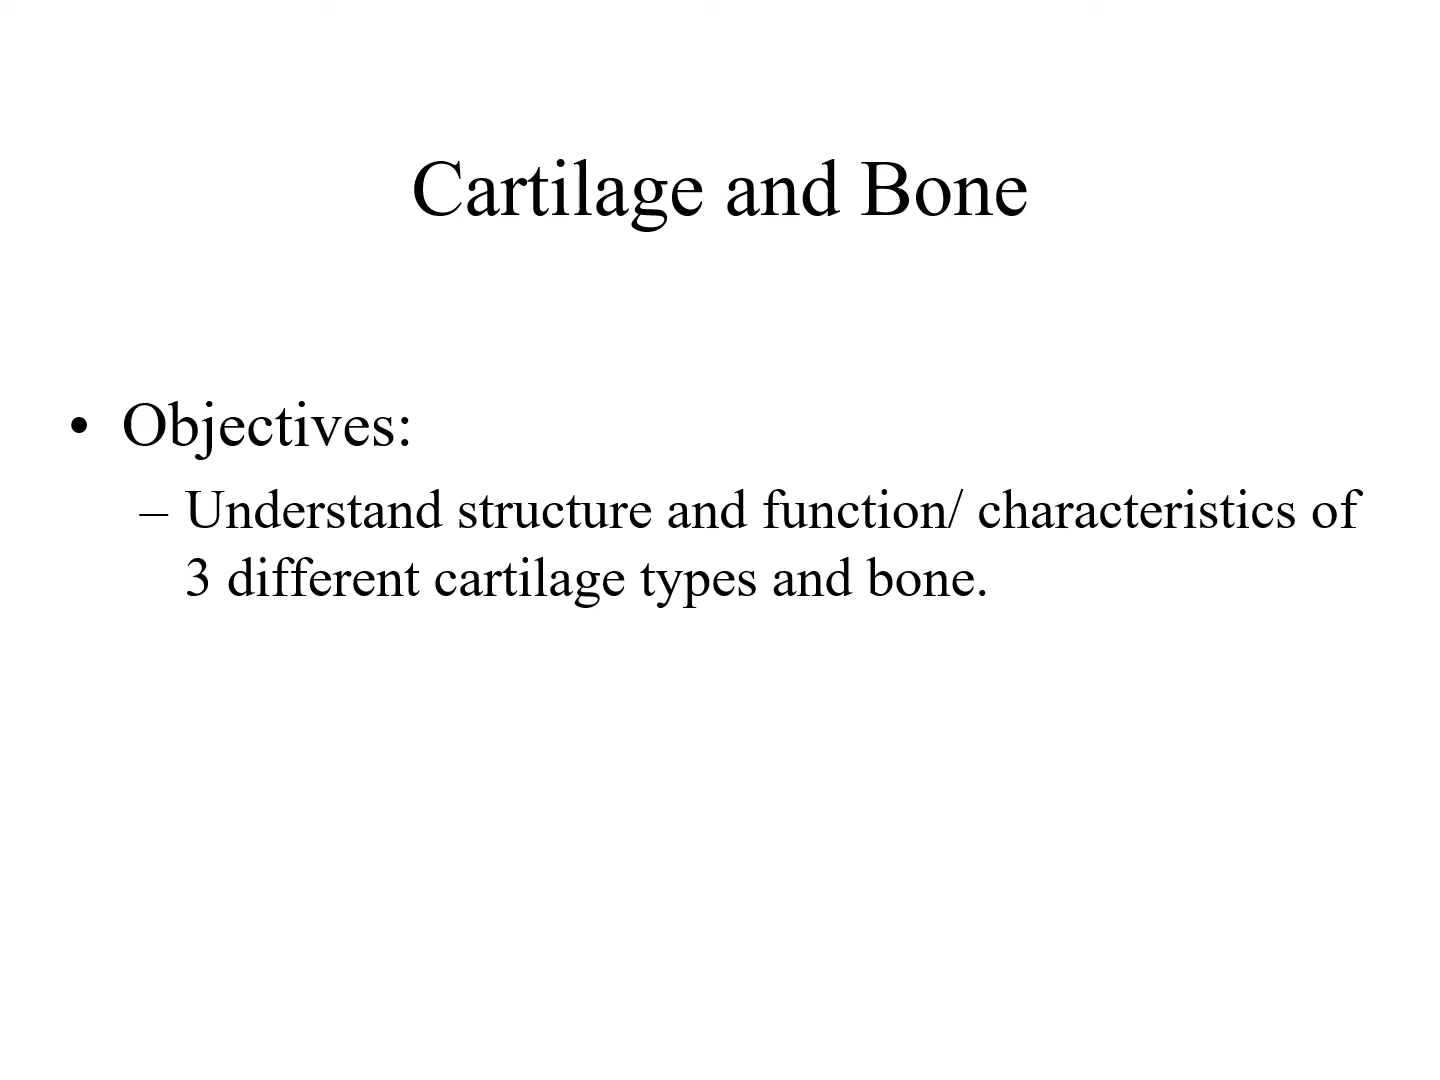 Cartilage and Bone
• Objectives:
– Understand structure and function/ characteristics of
3 different cartilage types and bone.